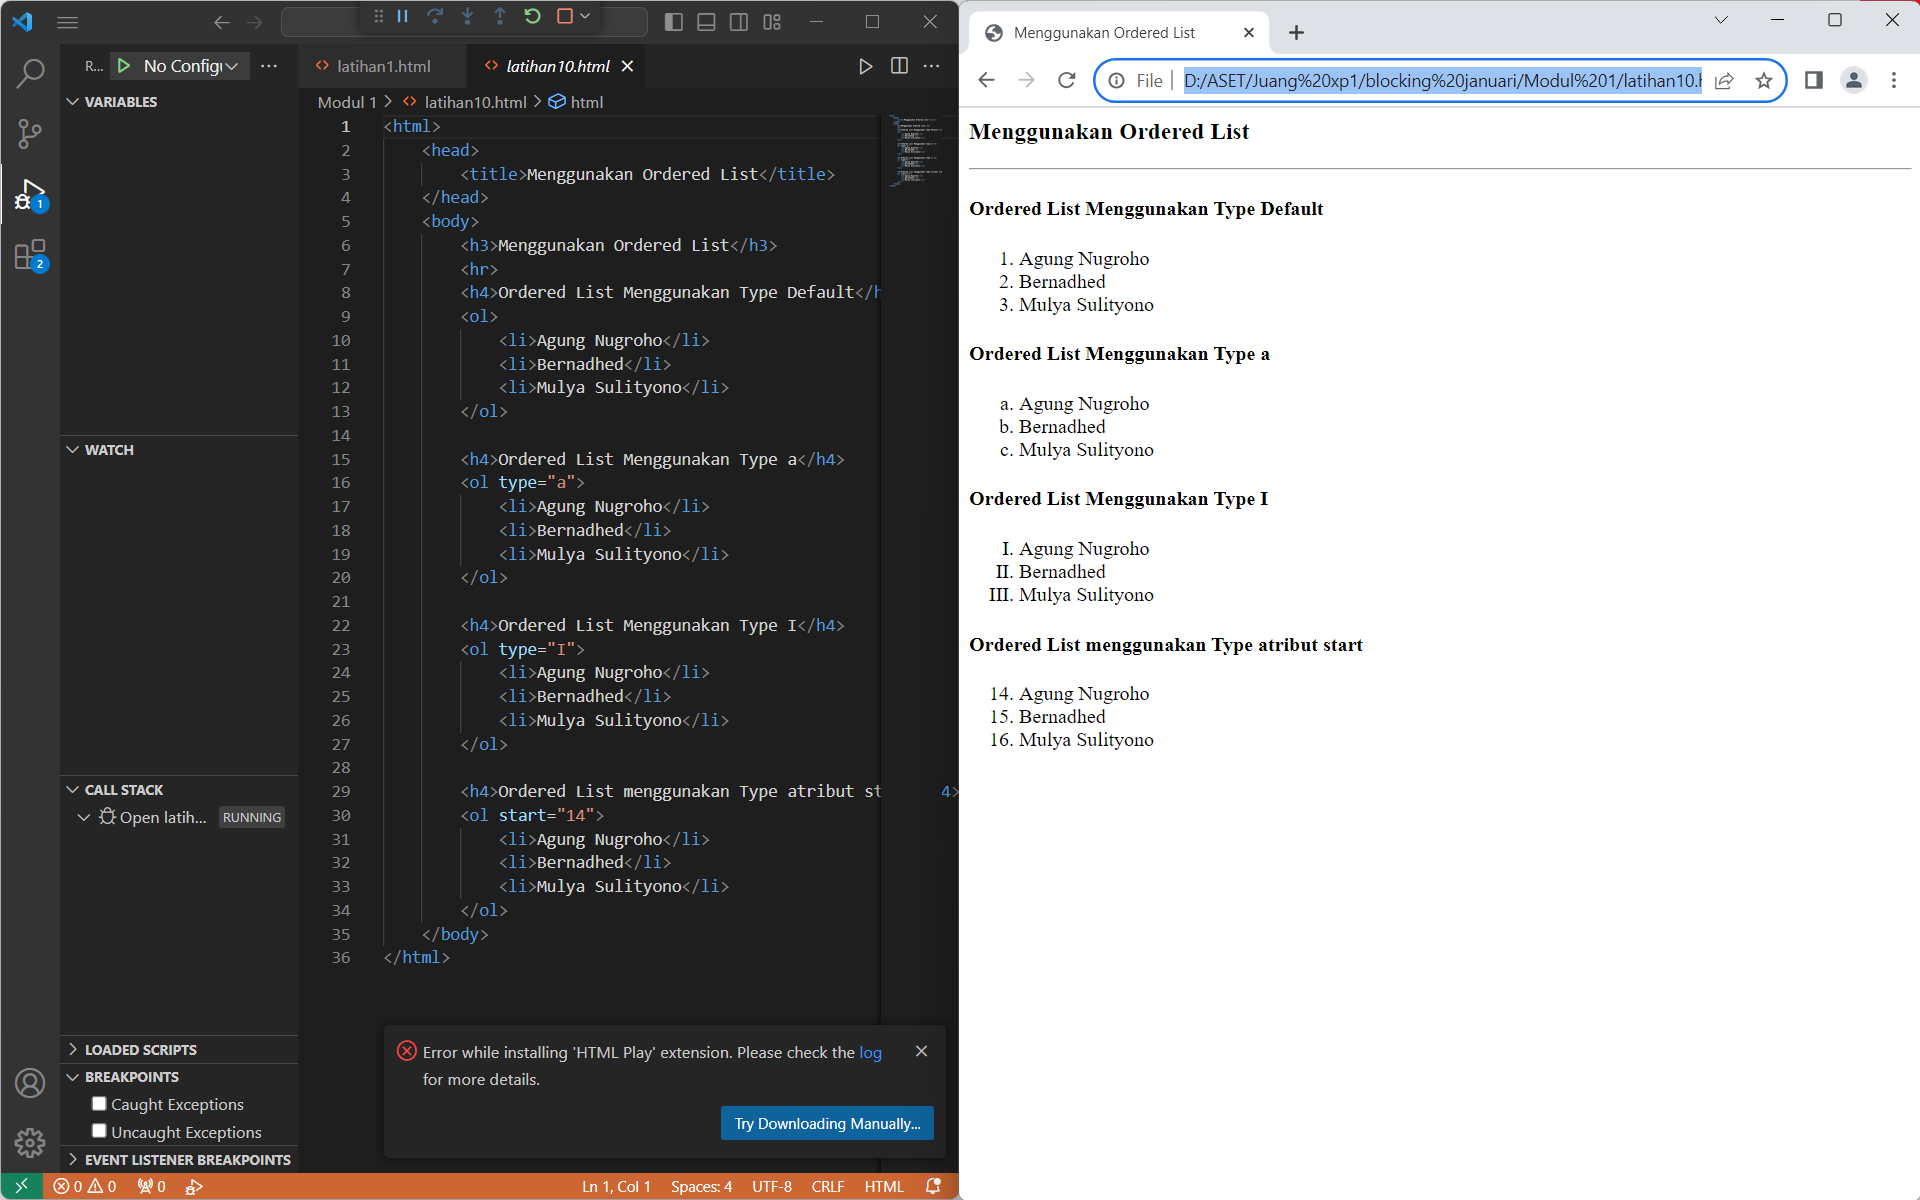 R... No Config
VARIABLES
WATCH
CALL STACK
Open latih... RUNNING
LOADED SCRIPTS
BREAKPOINTS
Caught Exceptions
Uncaught Exceptions
EVENT LISTENER BREAKPOINTS
1
2
latihan1.html
latihan10.html
Modul 1 > latihan10.html > html
1 <html>
2 <head>
3 <title>Menggunakan Ordered List</title>
4 </head>
5 <body>
6 <h3>Menggunakan Ordered List</h3>
7 <hr>
8 <h4>Ordered List Menggunakan Type Default</h
9 <ol>
10 <li>Agung Nugroho</li>
11 <li>Bernadhed</li>
12 <li>Mulya Sulityono</li>
13 </ol>
14
15 <h4>Ordered List Menggunakan Type a</h4>
16 <ol type="a">
17 <li>Agung Nugroho</li>
18 <li>Bernadhed</li>
19 <li>Mulya Sulityono</li>
20 </ol>
21
22 <h4>Ordered List Menggunakan Type I</h4>
23 <ol type="I">
24 <li>Agung Nugroho</li>
25 <li>Bernadhed</li>
26 <li>Mulya Sulityono</li>
27 </ol>
28
29 <h4>Ordered List menggunakan Type atribut st 4>
30 <ol start="14">
31 <li>Agung Nugroho</li>
32 <li>Bernadhed</li>
33 <li>Mulya Sulityono</li>
34 </ol>
35 </body>
36 </html>
Error while installing 'HTML Play' extension. Please check the log
for more details.
Try Downloading Manually...
0 0 0
Ln 1, Col 1 Spaces: 4 UTF-8 CRLF HTML
Menggunakan Ordered List
File | D:/ASET/Juang%20xp1/blocking%20januari/Modul%201/latihan10.h
Menggunakan Ordered List
Ordered List Menggunakan Type Default
1. Agung Nugroho
2. Bernadhed
3. Mulya Sulityono
Ordered List Menggunakan Type a
a. Agung Nugroho
b. Bernadhed
c. Mulya Sulityono
Ordered List Menggunakan Type I
I. Agung Nugroho
II. Bernadhed
III. Mulya Sulityono
Ordered List menggunakan Type atribut start
14. Agung Nugroho
15. Bernadhed
16. Mulya Sulityono